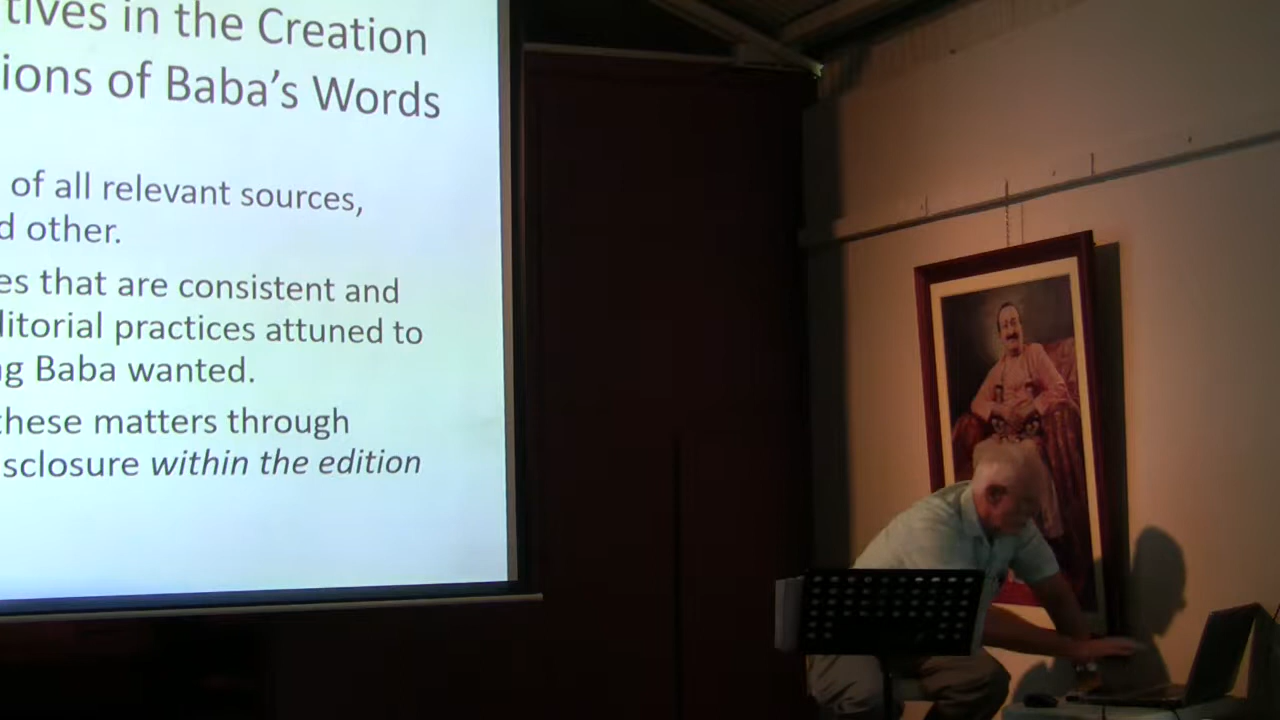 tives in the Creation
ions of Baba's Words
of all relevant sources,
d other.
es that are consistent and
ditorial practices attuned to
ng Baba wanted.
these matters through
sclosure within the edition